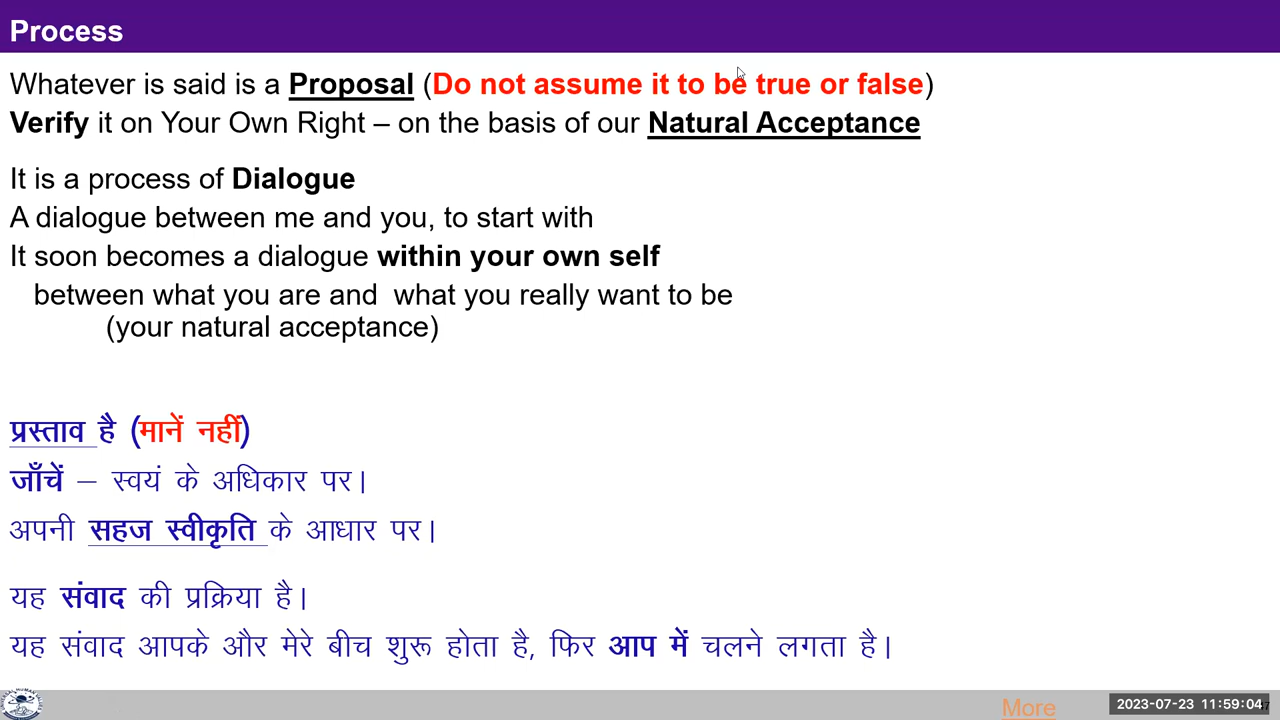 Process
Whatever is said is a Proposal (Do not assume it to be true or false)
Verify it on Your Own Right – on the basis of our Natural Acceptance
It is a process of Dialogue
A dialogue between me and you, to start with
It soon becomes a dialogue within your own self
between what you are and what you really want to be
(your natural acceptance)
प्रस्ताव है (मानें नहीं)
जाँचें – स्वयं के अधिकार पर।
अपनी सहज स्वीकृति के आधार पर।
यह संवाद की प्रक्रिया है।
यह संवाद आपके और मेरे बीच शुरू होता है, फिर आप में चलने लगता है।
More
2023-07-23 11:59:04